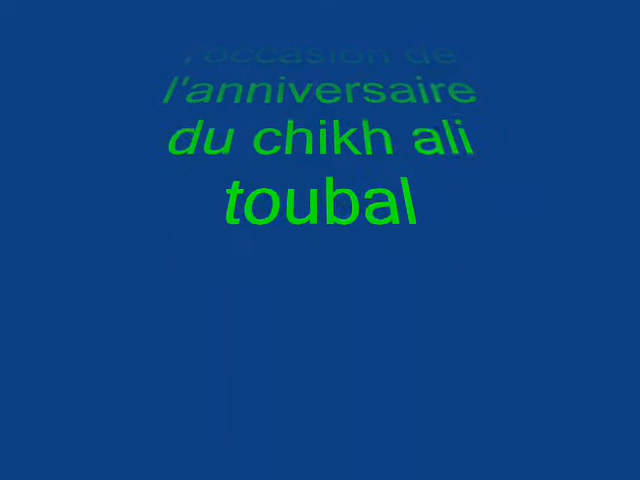 l'occasion de
l'anniversaire
du chikh ali
toubal